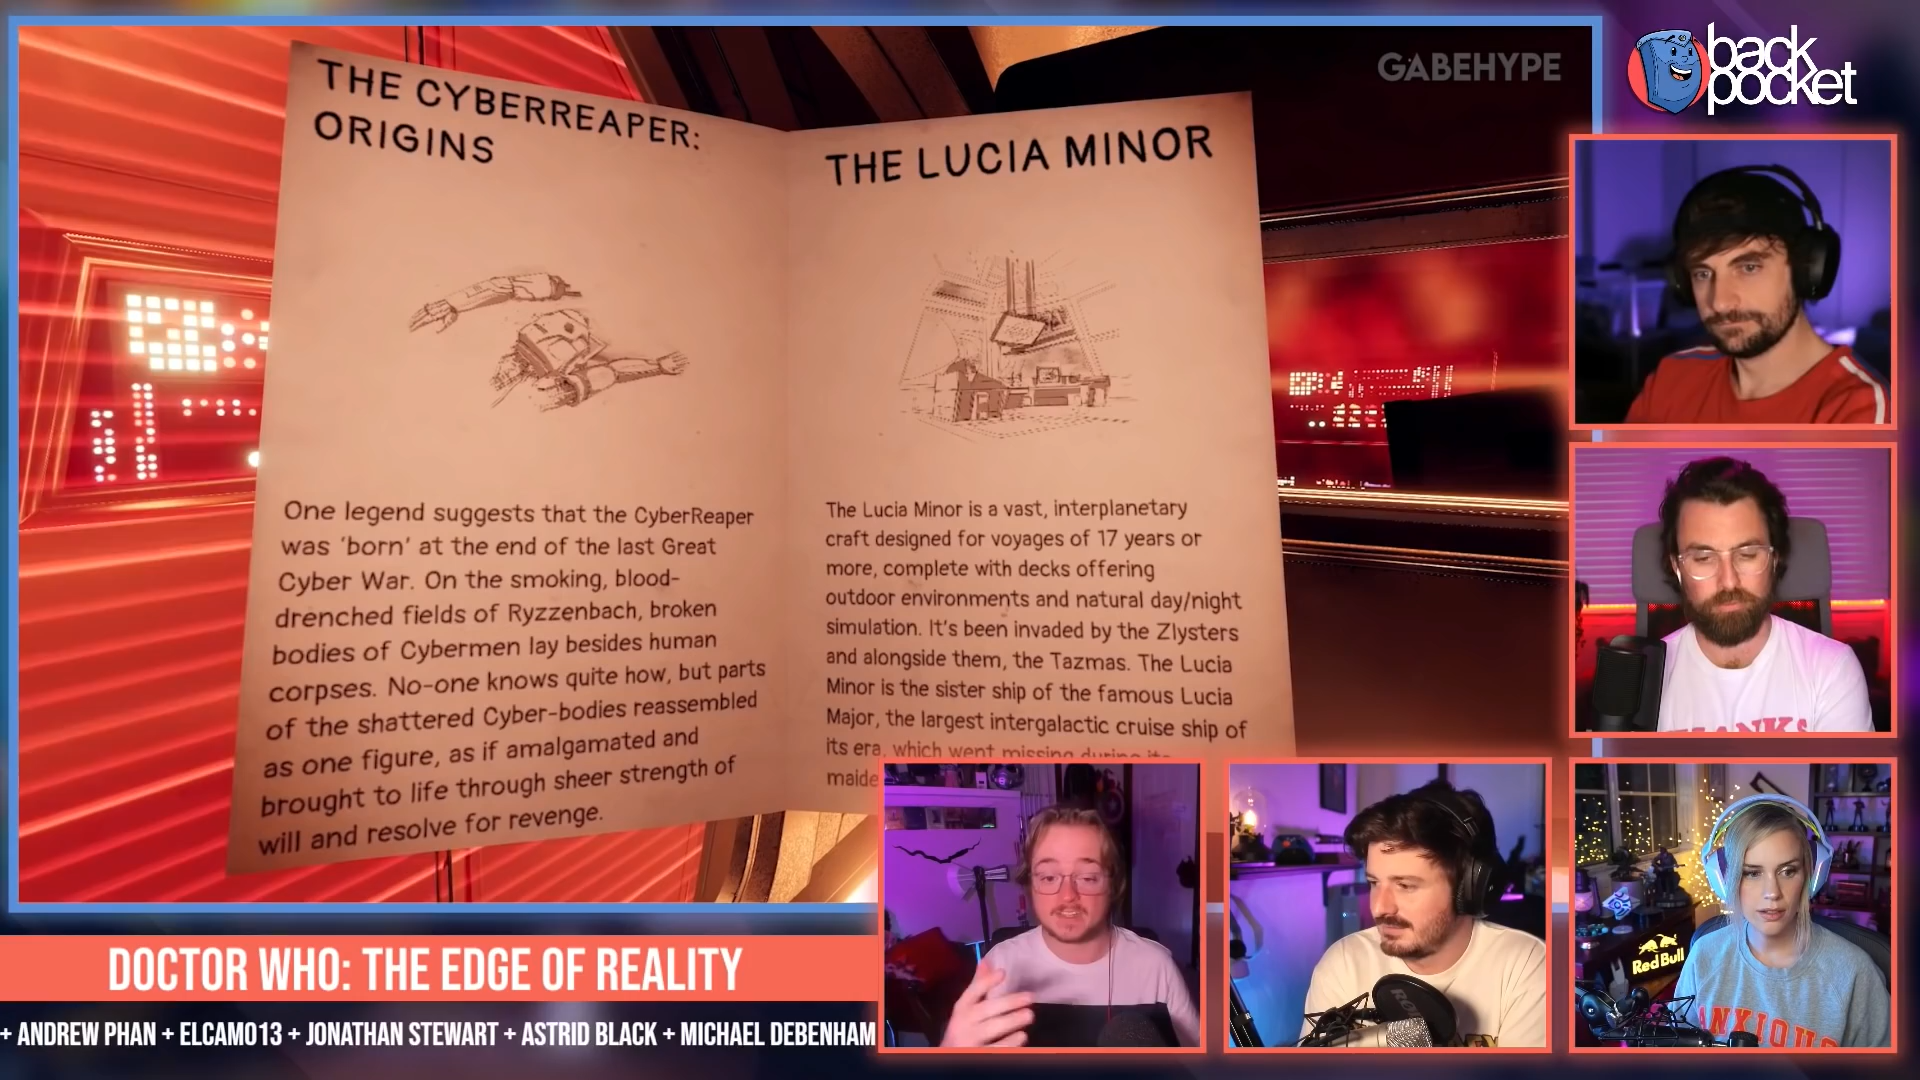 GABEHYPE
back
pocket
THE CYBERREAPER:
ORIGINS
One legend suggests that the CyberReaper
was ‘born’ at the end of the last Great
Cyber War. On the smoking, blood-
drenched fields of Ryzzenbach, broken
bodies of Cybermen lay besides human
corpses. No-one knows quite how, but parts
of the shattered Cyber-bodies reassembled
as one figure, as if amalgamated and
brought to life through sheer strength of
will and resolve for revenge.
THE LUCIA MINOR
The Lucia Minor is a vast, interplanetary
craft designed for voyages of 17 years or
more, complete with decks offering
outdoor environments and natural day/night
simulation. It's been invaded by the Zlysters
and alongside them, the Tazmas. The Lucia
Minor is the sister ship of the famous Lucia
Major, the largest intergalactic cruise ship of
its era, which went missing during its
maide
Red Bull
ANXIOUS
DOCTOR WHO: THE EDGE OF REALITY
+ ANDREW PHAN + ELCAM013 + JONATHAN STEWART + ASTRID BLACK + MICHAEL DEBENHAM